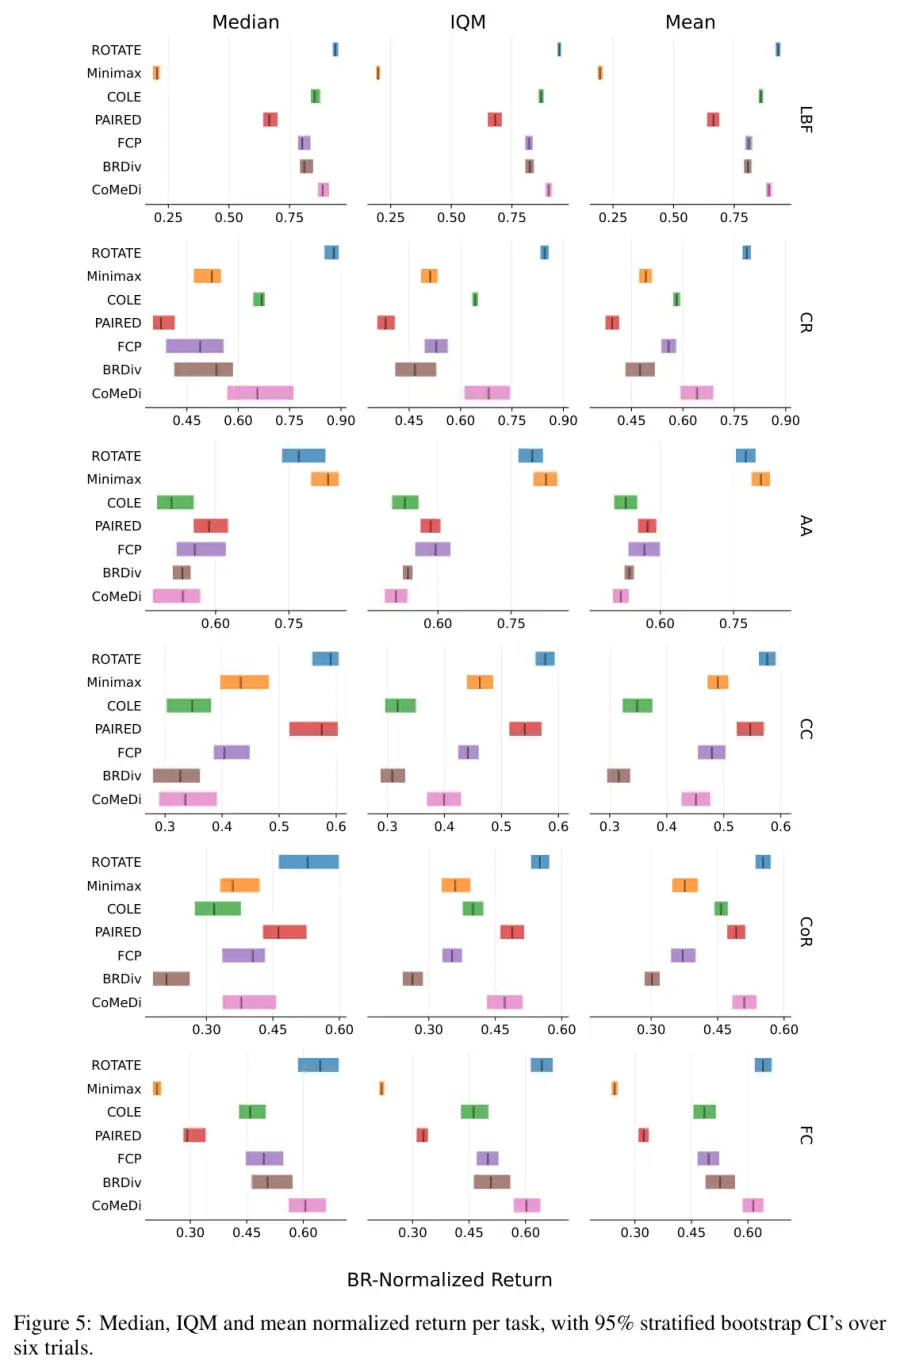 Median IQM Mean
ROTATE
Minimax
COLE
PAIRED
FCP
BRDiv
CoMeDi
LBF
0.25 0.50 0.75 0.25 0.50 0.75 0.25 0.50 0.75
ROTATE
Minimax
COLE
PAIRED
FCP
BRDiv
CoMeDi
CR
0.45 0.60 0.75 0.90 0.45 0.60 0.75 0.90 0.45 0.60 0.75 0.90
ROTATE
Minimax
COLE
PAIRED
FCP
BRDiv
CoMeDi
AA
0.60 0.75 0.60 0.75 0.60 0.75
ROTATE
Minimax
COLE
PAIRED
FCP
BRDiv
CoMeDi
CC
0.3 0.4 0.5 0.6 0.3 0.4 0.5 0.6 0.3 0.4 0.5 0.6
ROTATE
Minimax
COLE
PAIRED
FCP
BRDiv
CoMeDi
CoR
0.30 0.45 0.60 0.30 0.45 0.60 0.30 0.45 0.60
ROTATE
Minimax
COLE
PAIRED
FCP
BRDiv
CoMeDi
FC
0.30 0.45 0.60 0.30 0.45 0.60 0.30 0.45 0.60
BR-Normalized Return
Figure 5: Median, IQM and mean normalized return per task, with 95% stratified bootstrap CI's over
six trials.